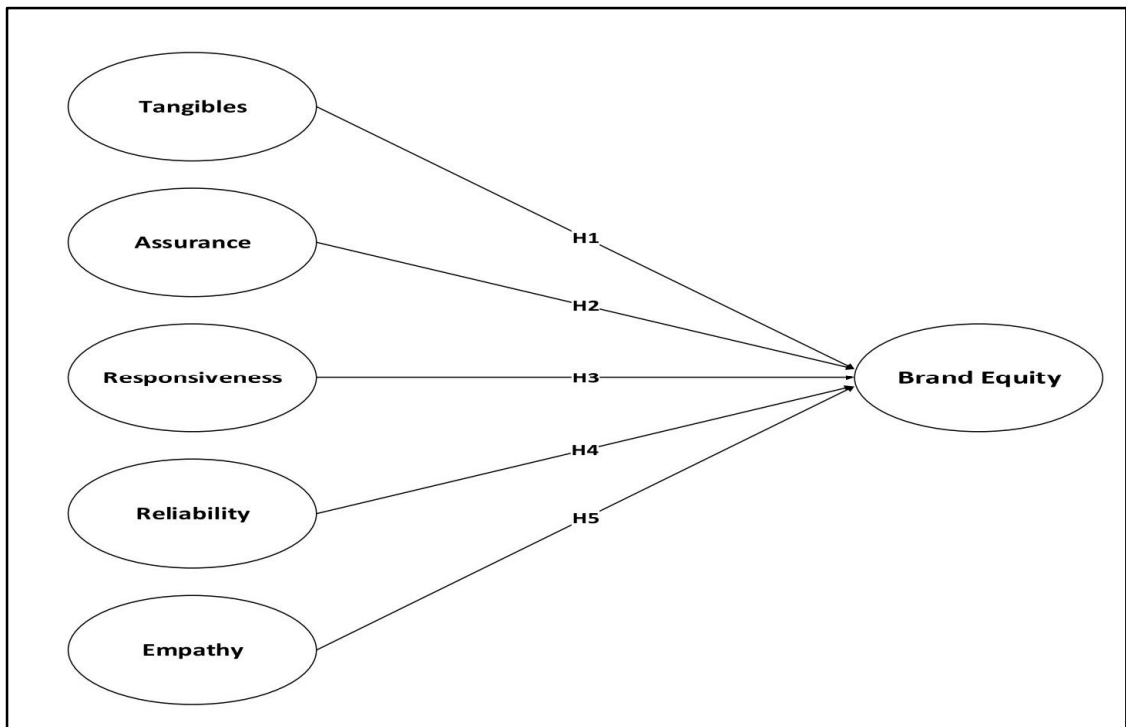 Tangibles
Assurance
Responsiveness
Reliability
Empathy
H1
H2
H3
H4
H5
Brand Equity